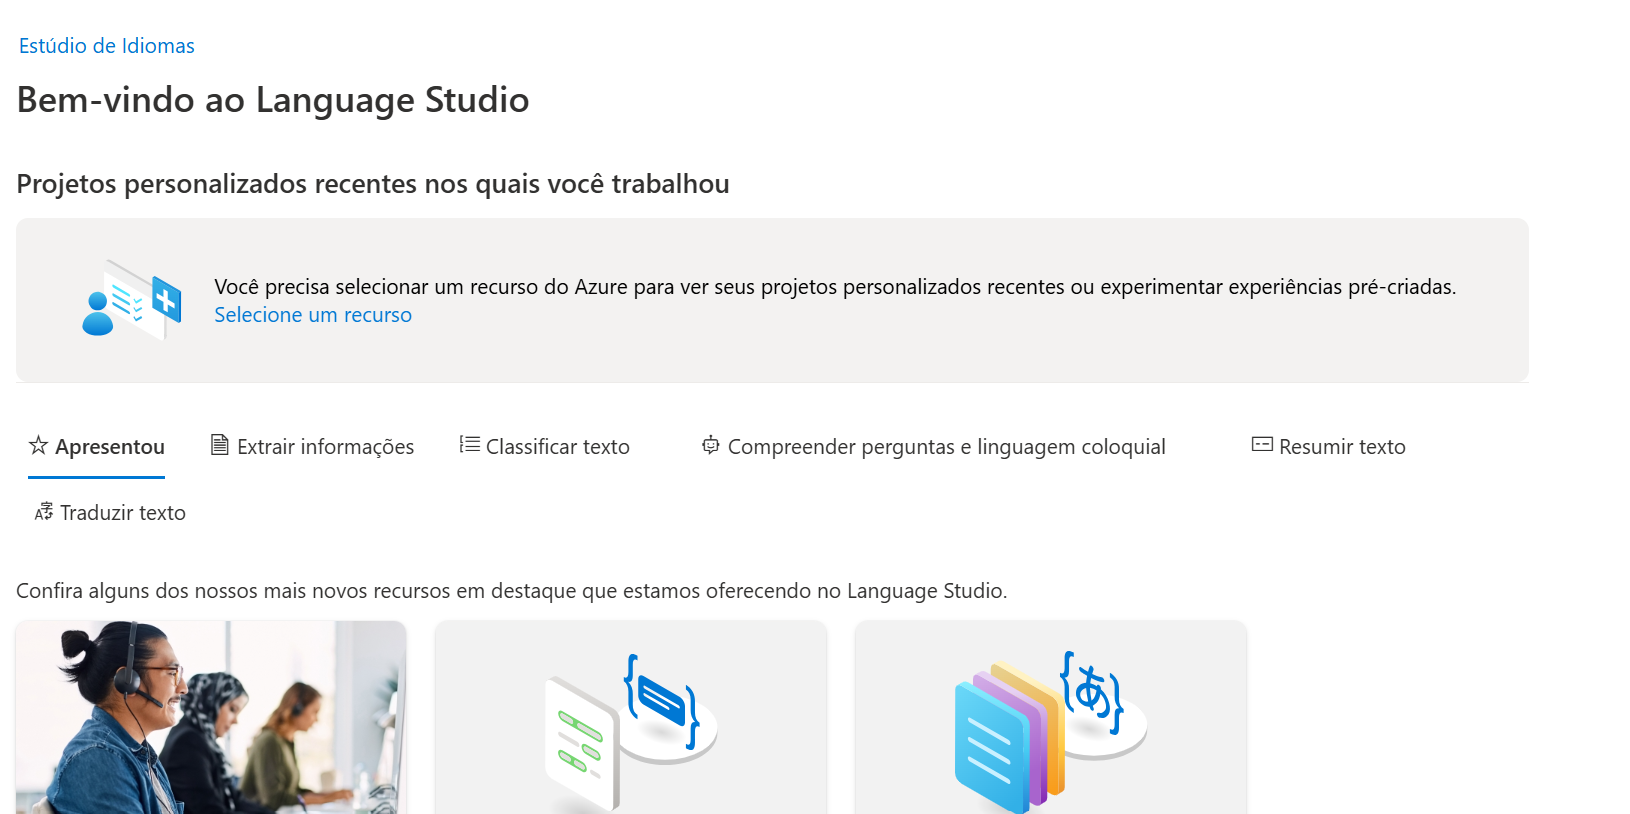 Estúdio de Idiomas
Bem-vindo ao Language Studio
Projetos personalizados recentes nos quais você trabalhou
Você precisa selecionar um recurso do Azure para ver seus projetos personalizados recentes ou experimentar experiências pré-criadas.
Selecione um recurso
Apresentou
Extrair informações
Classificar texto
Compreender perguntas e linguagem coloquial
Resumir texto
Traduzir texto
Confira alguns dos nossos mais novos recursos em destaque que estamos oferecendo no Language Studio.
{あ}